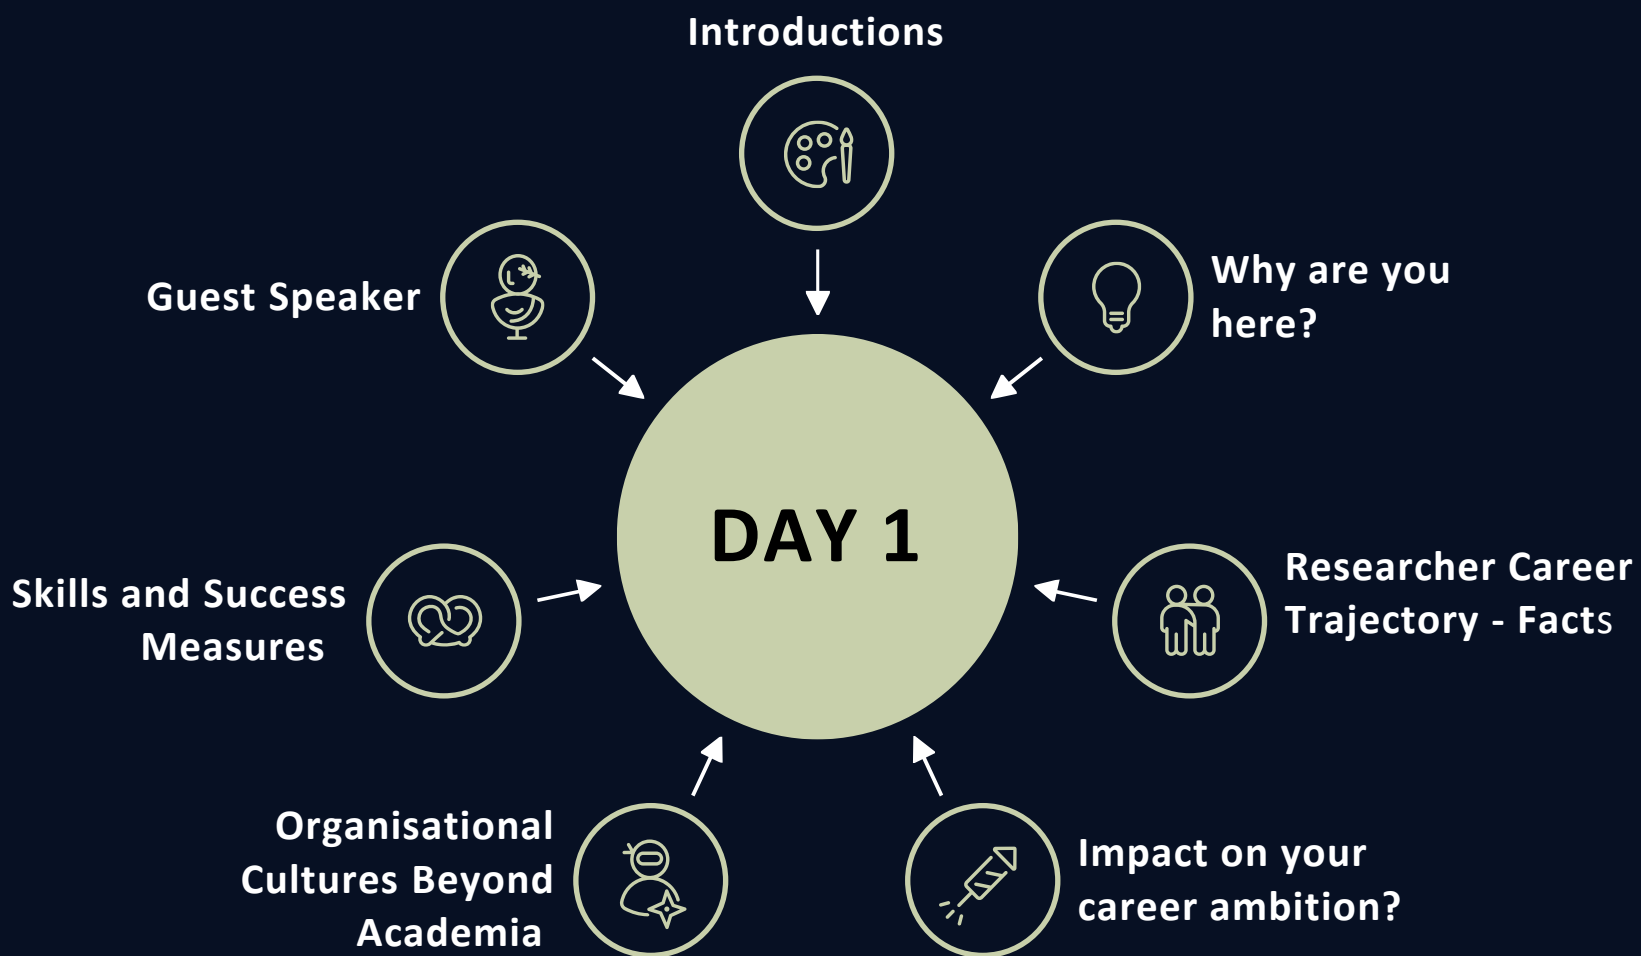 Introductions
Why are you
here?
Researcher Career
Trajectory - Facts
Impact on your
career ambition?
Organisational
Cultures Beyond
Academia
Skills and Success
Measures
Guest Speaker
DAY 1